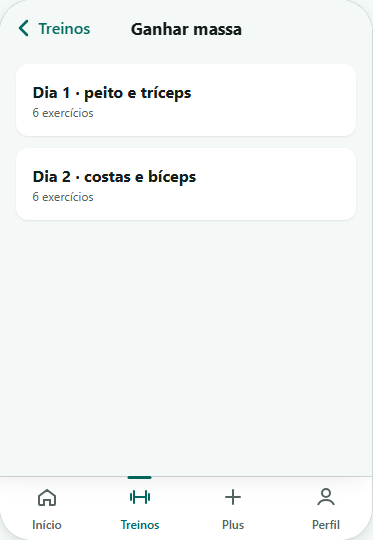 Treinos
Ganhar massa
Dia 1 · peito e tríceps
6 exercícios
Dia 2 · costas e bíceps
6 exercícios
Início
Treinos
Plus
Perfil